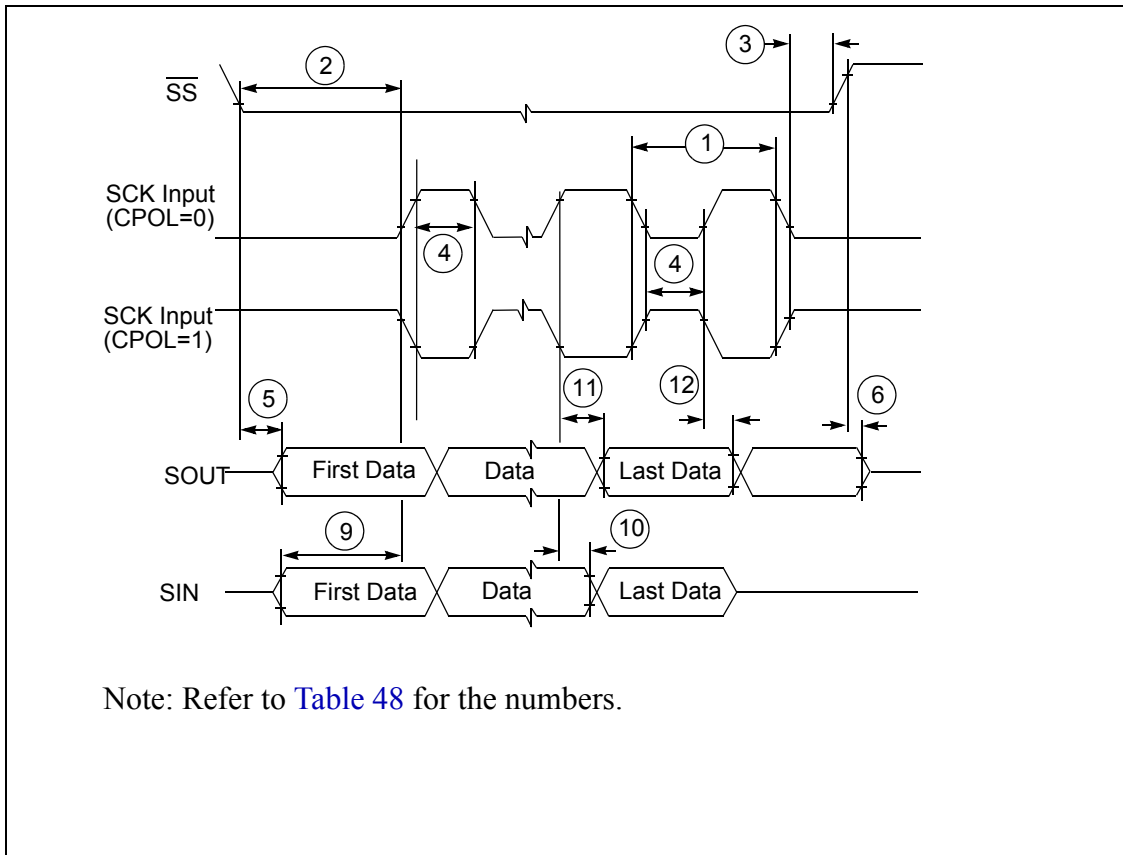 3
2
SS
1
SCK Input
(CPOL=0)
4
4
SCK Input
(CPOL=1)
5
11
12
6
SOUT
First Data
Data
Last Data
9
10
SIN
First Data
Data
Last Data
Note: Refer to Table 48 for the numbers.